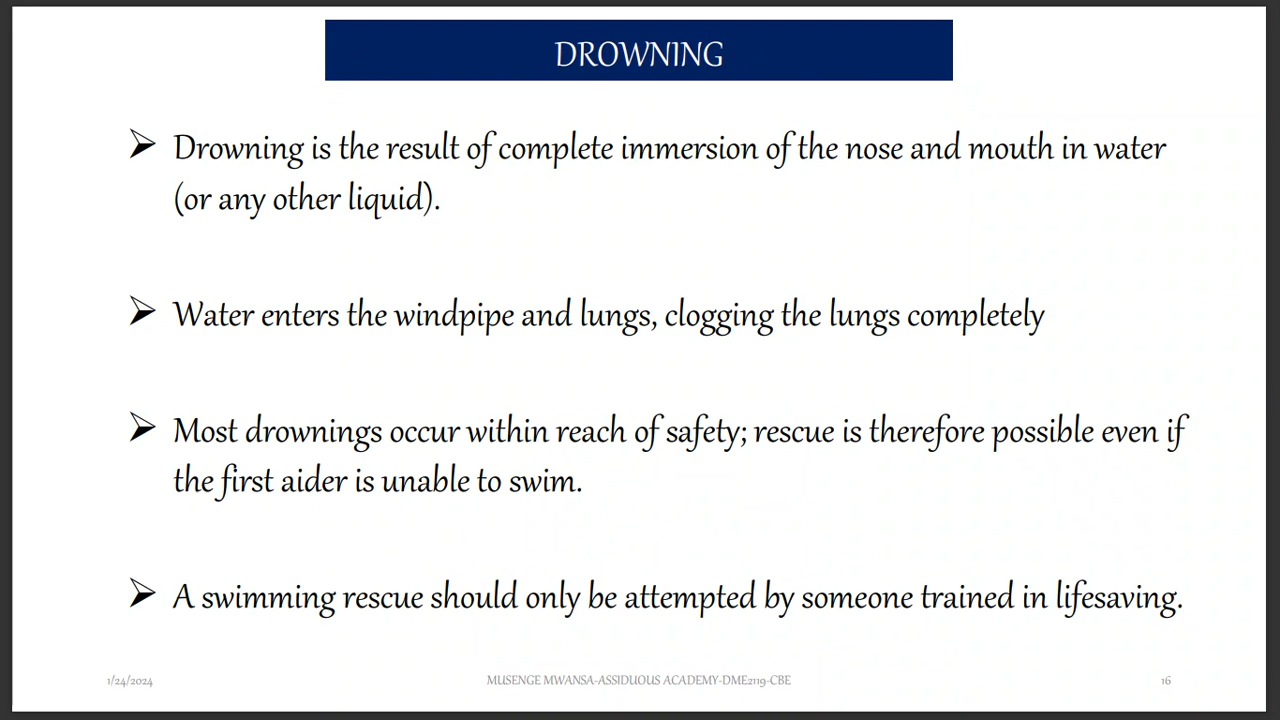 DROWNING
Drowning is the result of complete immersion of the nose and mouth in water
(or any other liquid).
Water enters the windpipe and lungs, clogging the lungs completely
Most drownings occur within reach of safety; rescue is therefore possible even if
the first aider is unable to swim.
A swimming rescue should only be attempted by someone trained in lifesaving.
1/24/2024
MUSENGE MWANSA-ASSIDUOUS ACADEMY-DME2119-CBE
16